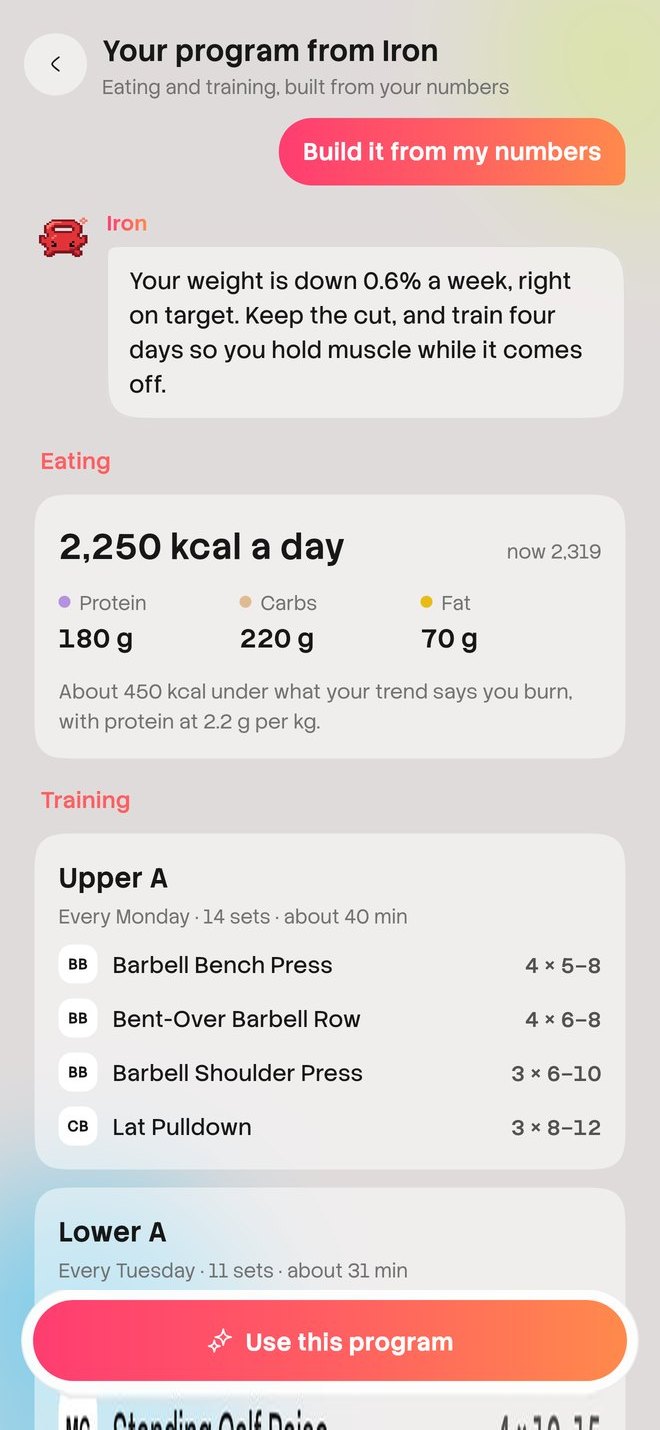 Your program from Iron
Eating and training, built from your numbers
Build it from my numbers
Iron
Your weight is down 0.6% a week, right
on target. Keep the cut, and train four
days so you hold muscle while it comes
off.
Eating
2,250 kcal a day
now 2,319
Protein
Carbs
Fat
180 g
220 g
70 g
About 450 kcal under what your trend says you burn,
with protein at 2.2 g per kg.
Training
Upper A
Every Monday · 14 sets · about 40 min
BB Barbell Bench Press 4 × 5–8
BB Bent-Over Barbell Row 4 × 6–8
BB Barbell Shoulder Press 3 × 6–10
CB Lat Pulldown 3 × 8–12
Lower A
Every Tuesday · 11 sets · about 31 min
Use this program
Standing Calf Raise